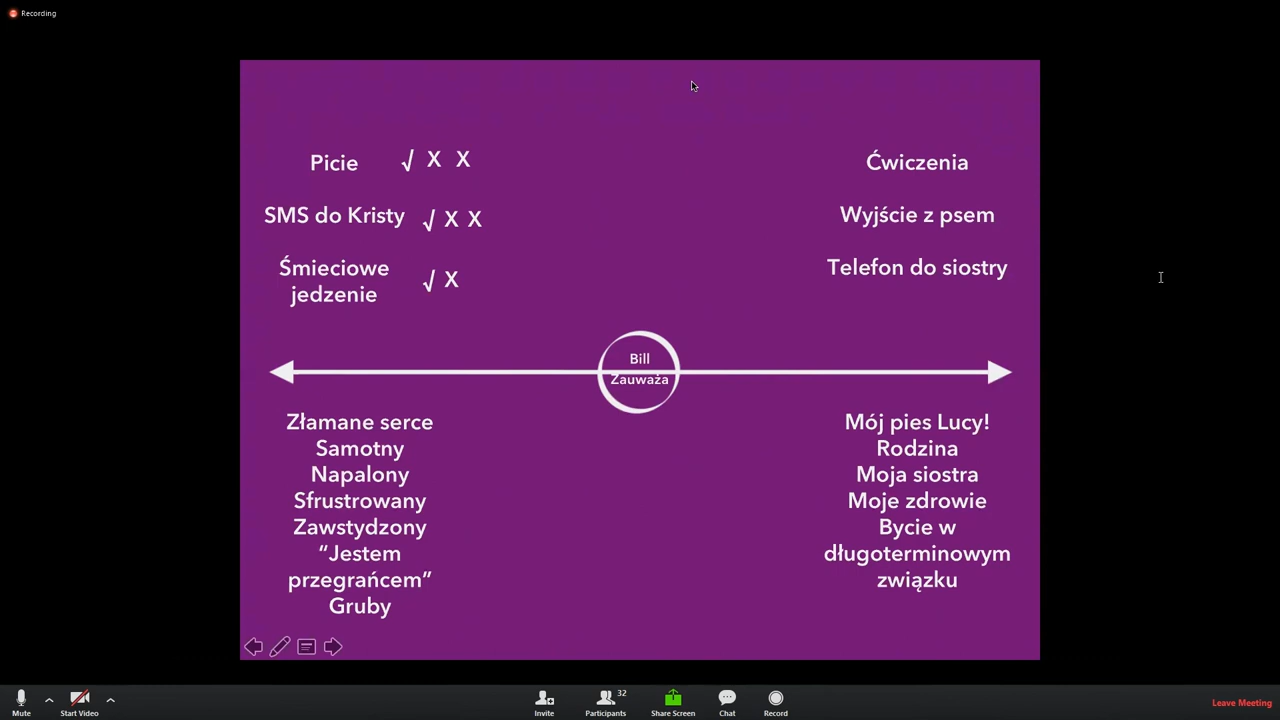 Recording
Picie √ X X
SMS do Kristy √ X X
Śmieciowe
jedzenie √ X
Ćwiczenia
Wyjście z psem
Telefon do siostry
Bill
Zauważa
Złamane serce
Samotny
Napalony
Sfrustrowany
Zawstydzony
“Jestem
przegrańcem”
Gruby
Mój pies Lucy!
Rodzina
Moja siostra
Moje zdrowie
Bycie w
długoterminowym
związku
Mute
Start Video
Invite
Participants 32
Share Screen
Chat
Record
Leave Meeting